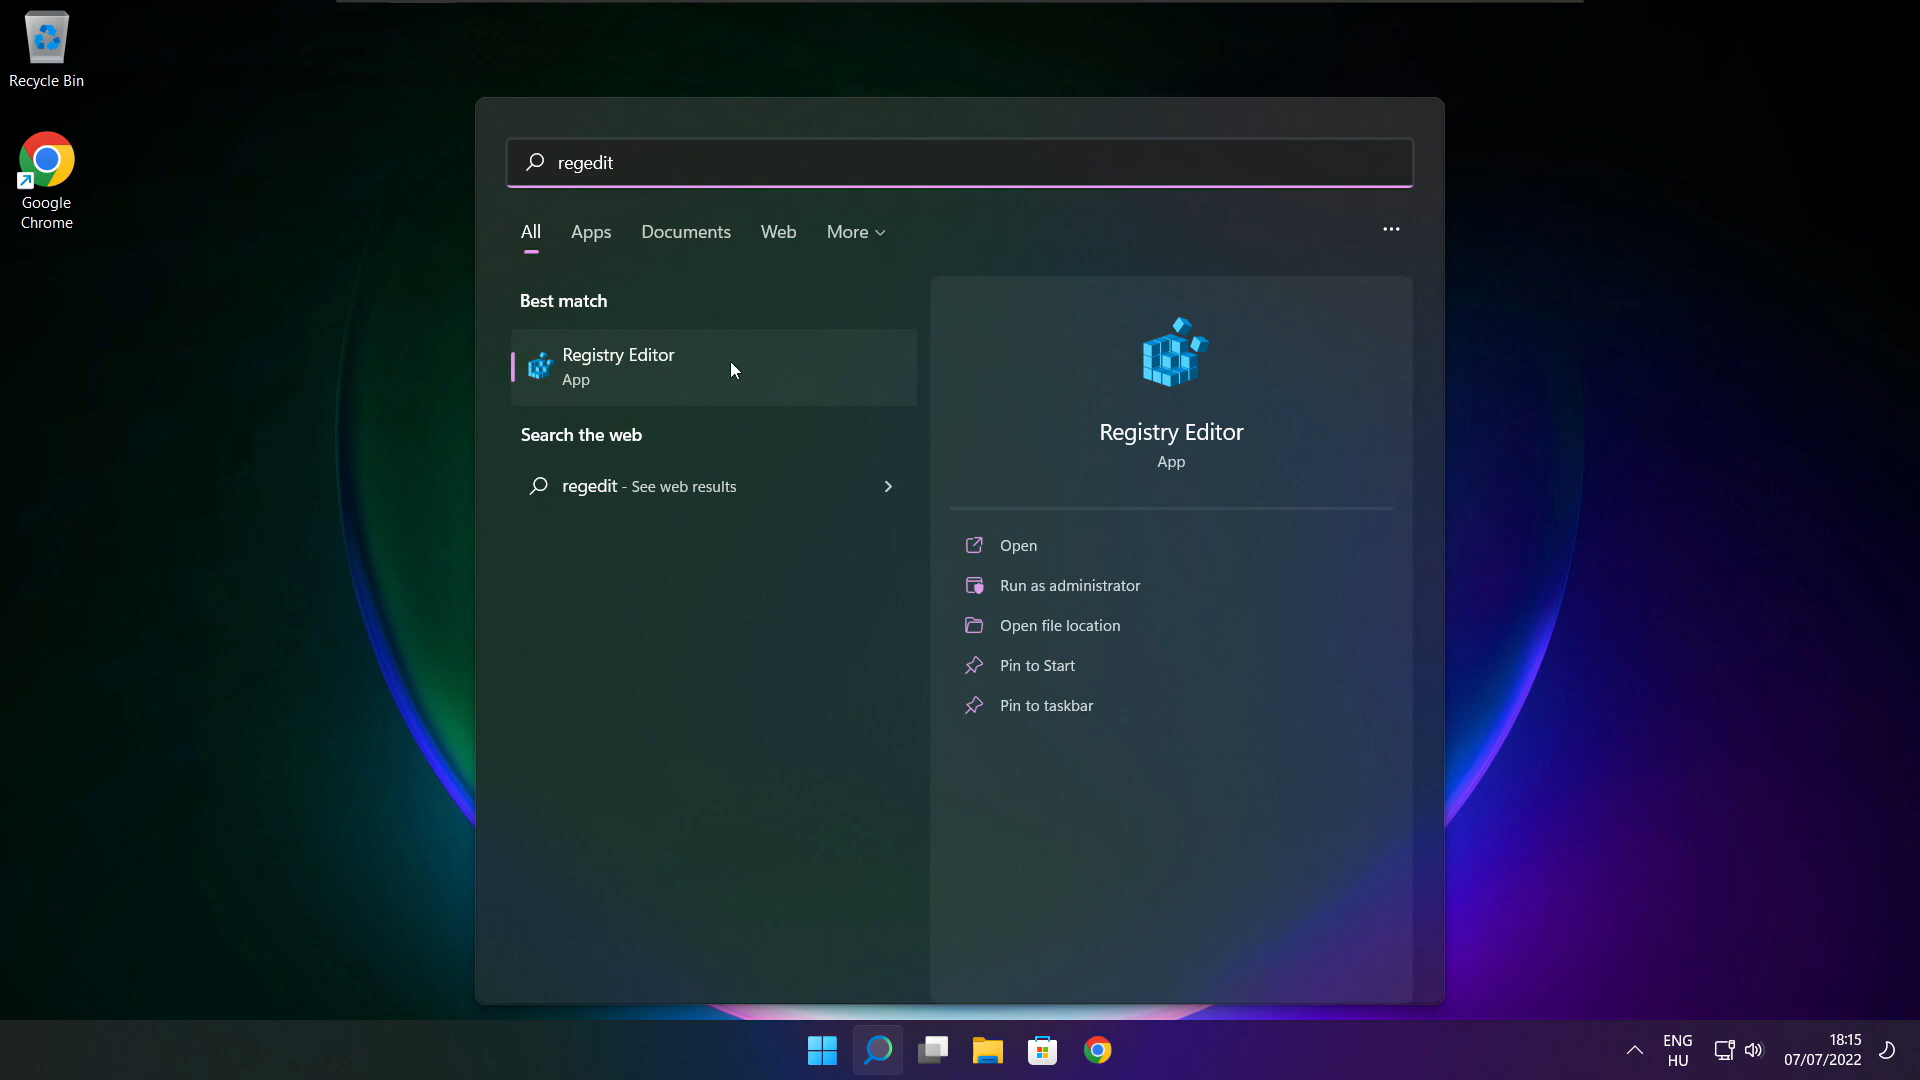 Recycle Bin
Google
Chrome
regedit
All Apps Documents Web More
Best match
Registry Editor
App
Search the web
regedit - See web results
Registry Editor
App
Open
Run as administrator
Open file location
Pin to Start
Pin to taskbar
ENG
HU
18:15
07/07/2022